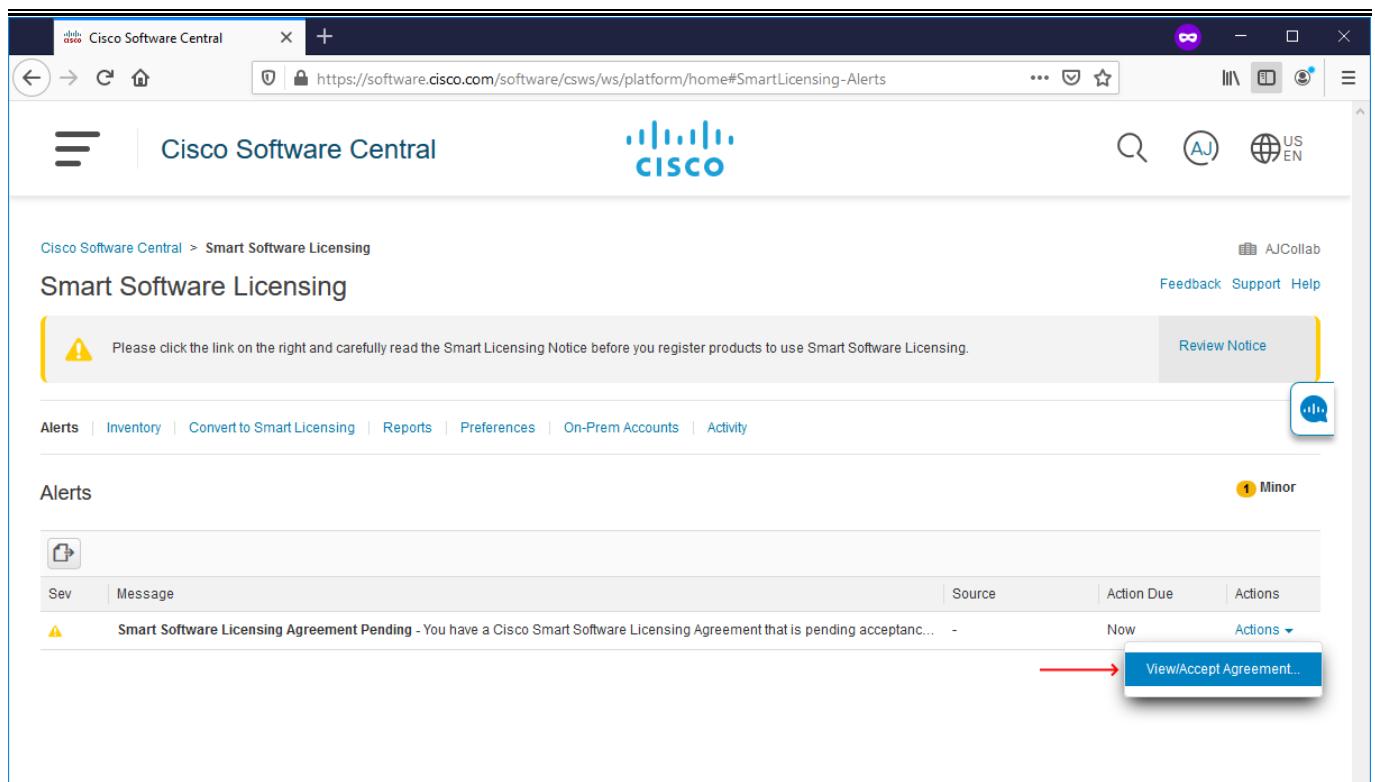 Cisco Software Central
https://software.cisco.com/software/csws/ws/platform/home#SmartLicensing-Alerts
Cisco Software Central
CISCO
AJ
US
EN
Cisco Software Central > Smart Software Licensing
AJCollab
Smart Software Licensing
Feedback Support Help
Please click the link on the right and carefully read the Smart Licensing Notice before you register products to use Smart Software Licensing.
Review Notice
Alerts | Inventory | Convert to Smart Licensing | Reports | Preferences | On-Prem Accounts | Activity
Alerts
1 Minor
Sev Message Source Action Due Actions
Smart Software Licensing Agreement Pending - You have a Cisco Smart Software Licensing Agreement that is pending acceptanc... - Now Actions
View/Accept Agreement...